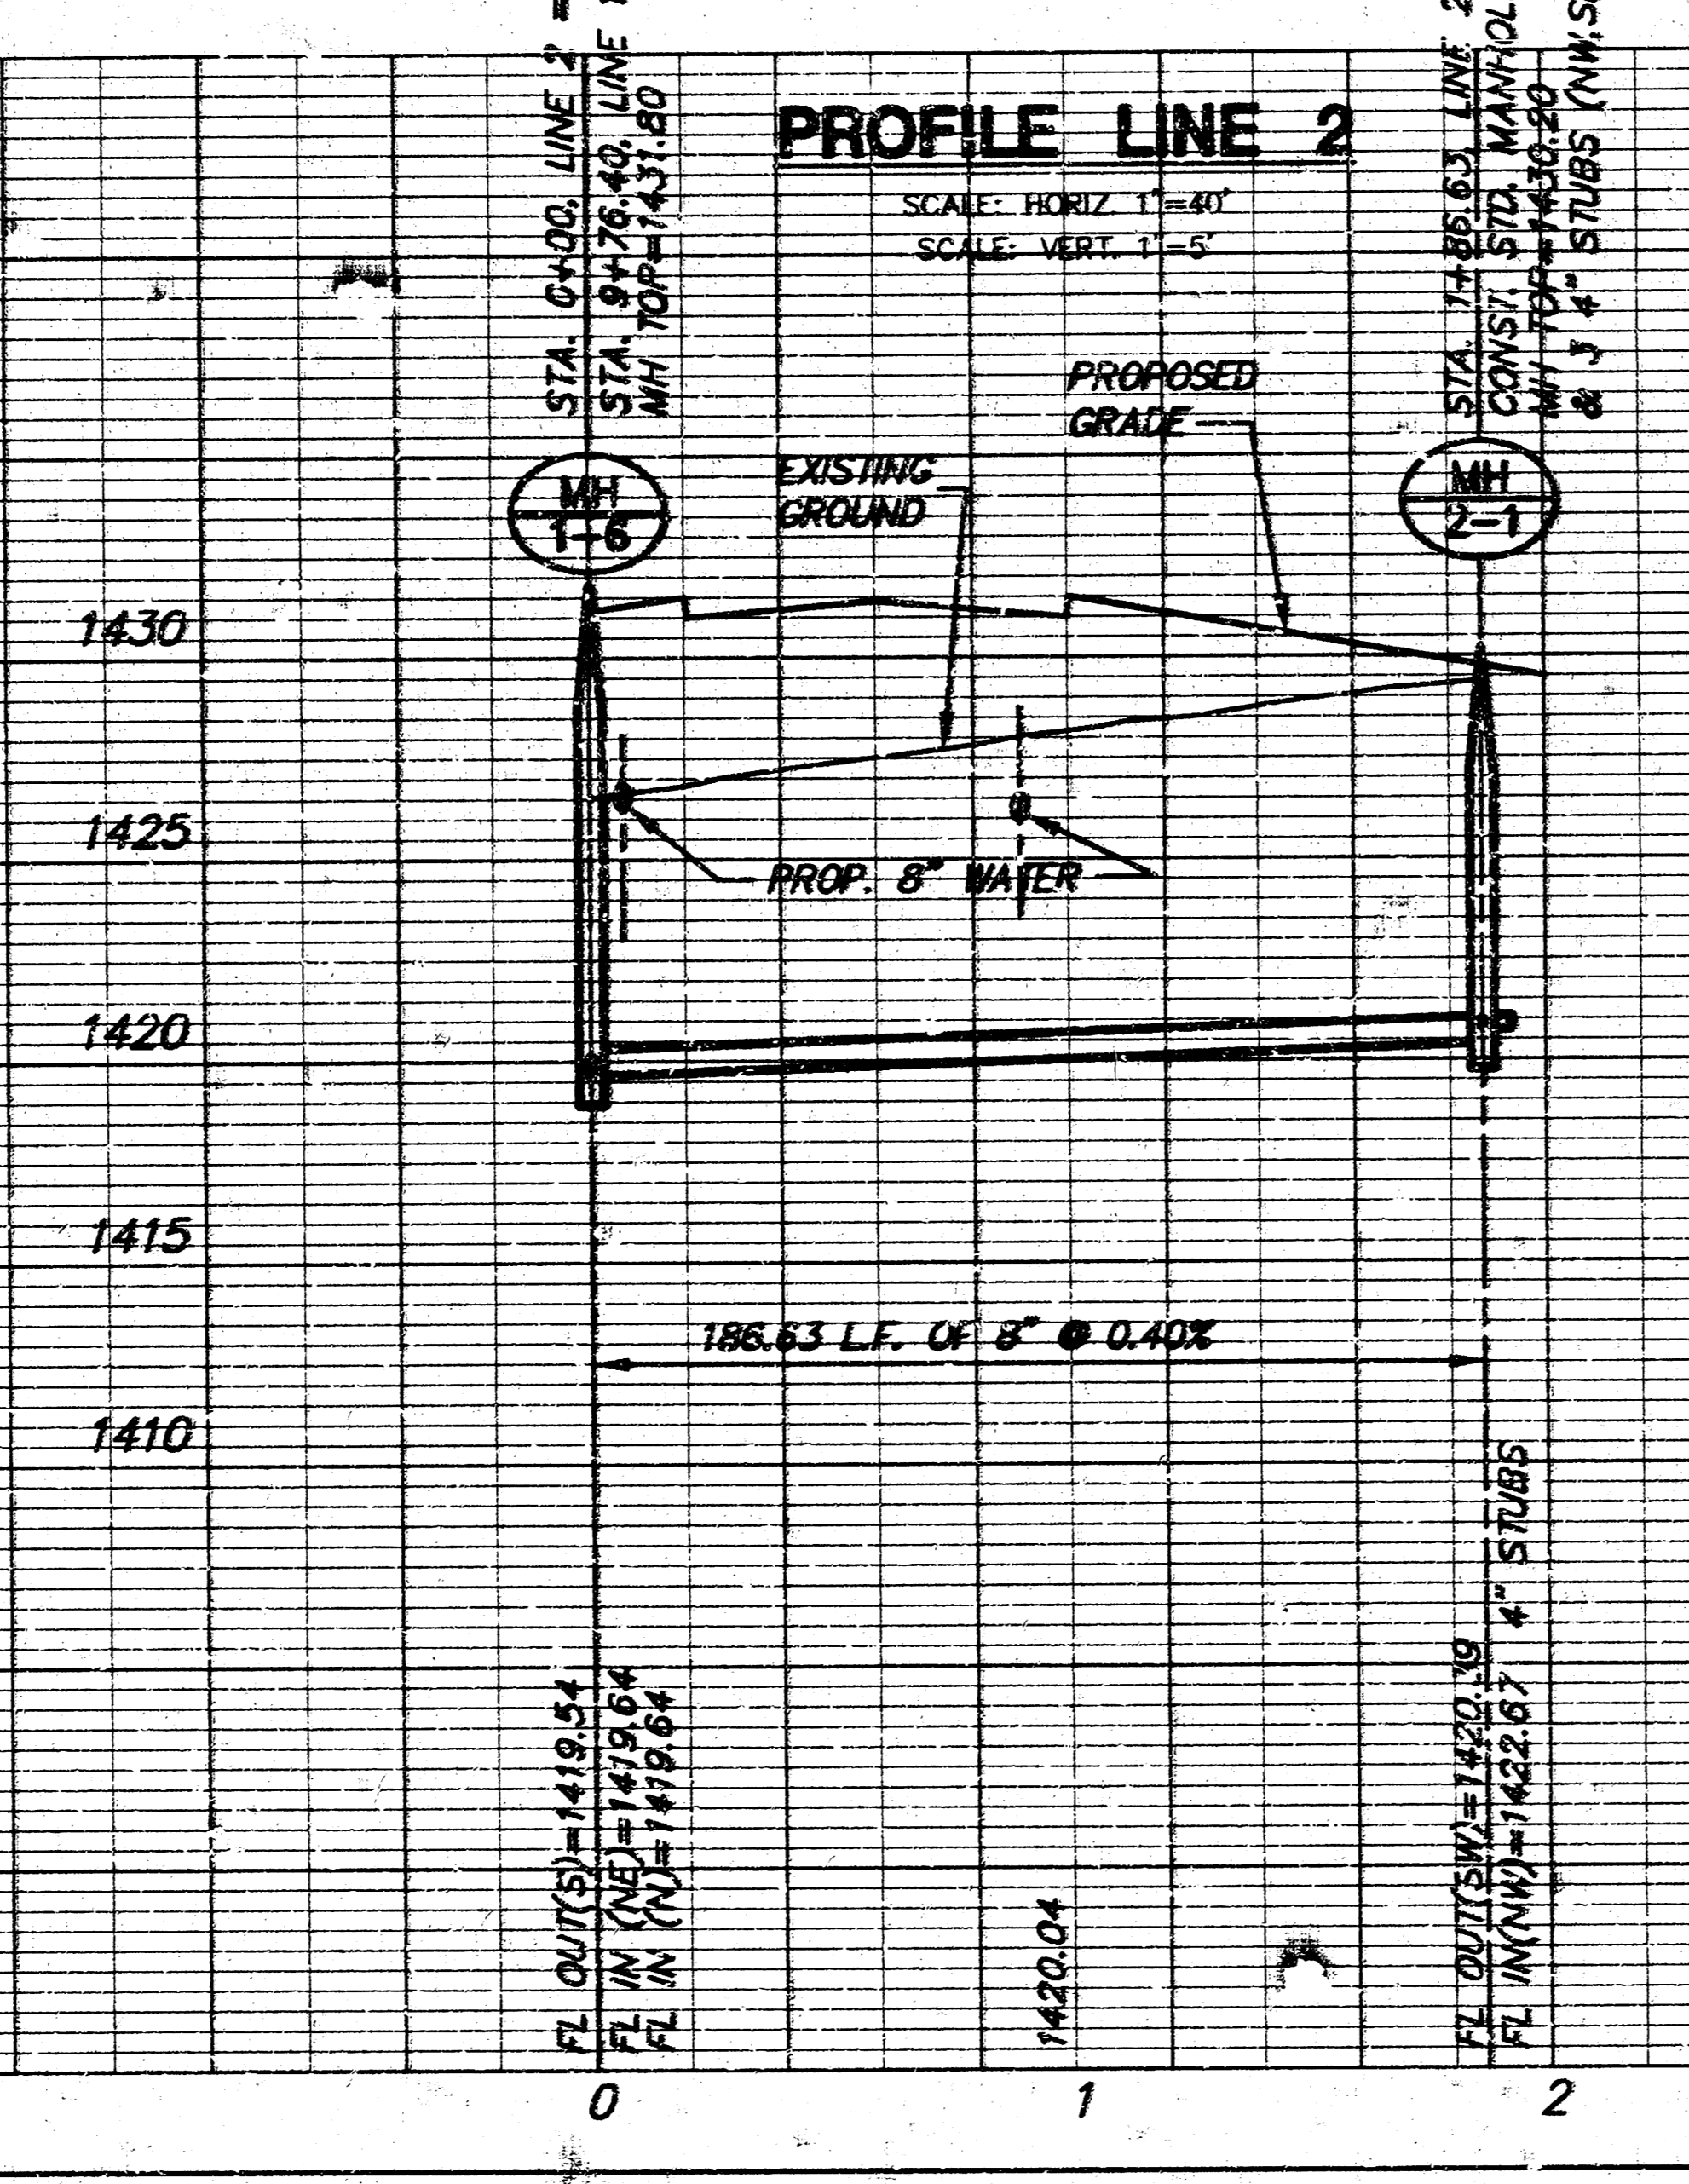 PROFILE LINE 2
SCALE: HORIZ. 1"=40'
SCALE: VERT. 1"=5'
STA. 0+00, LINE 2 =
STA. 9+76.40, LINE
MH TOP=1431.80
STA. 1+86.63, LINE 2
CONST. STD. MANHOL
MH TOP=1430.20
& 3 4" STUBS (NW,S
PROPOSED
GRADE
EXISTING
GROUND
MH
1-6
MH
2-1
1430
1425
PROP. 8" WATER
1420
1415
186.63 L.F. OF 8" @ 0.40%
1410
FL OUT(S)=1419.54
FL IN (NE)=1419.64
FL IN (N)=1419.64
1420.04
FL OUT(SW)=1420.39
FL IN(NW)=1422.67 4" STUBS
0
1
2